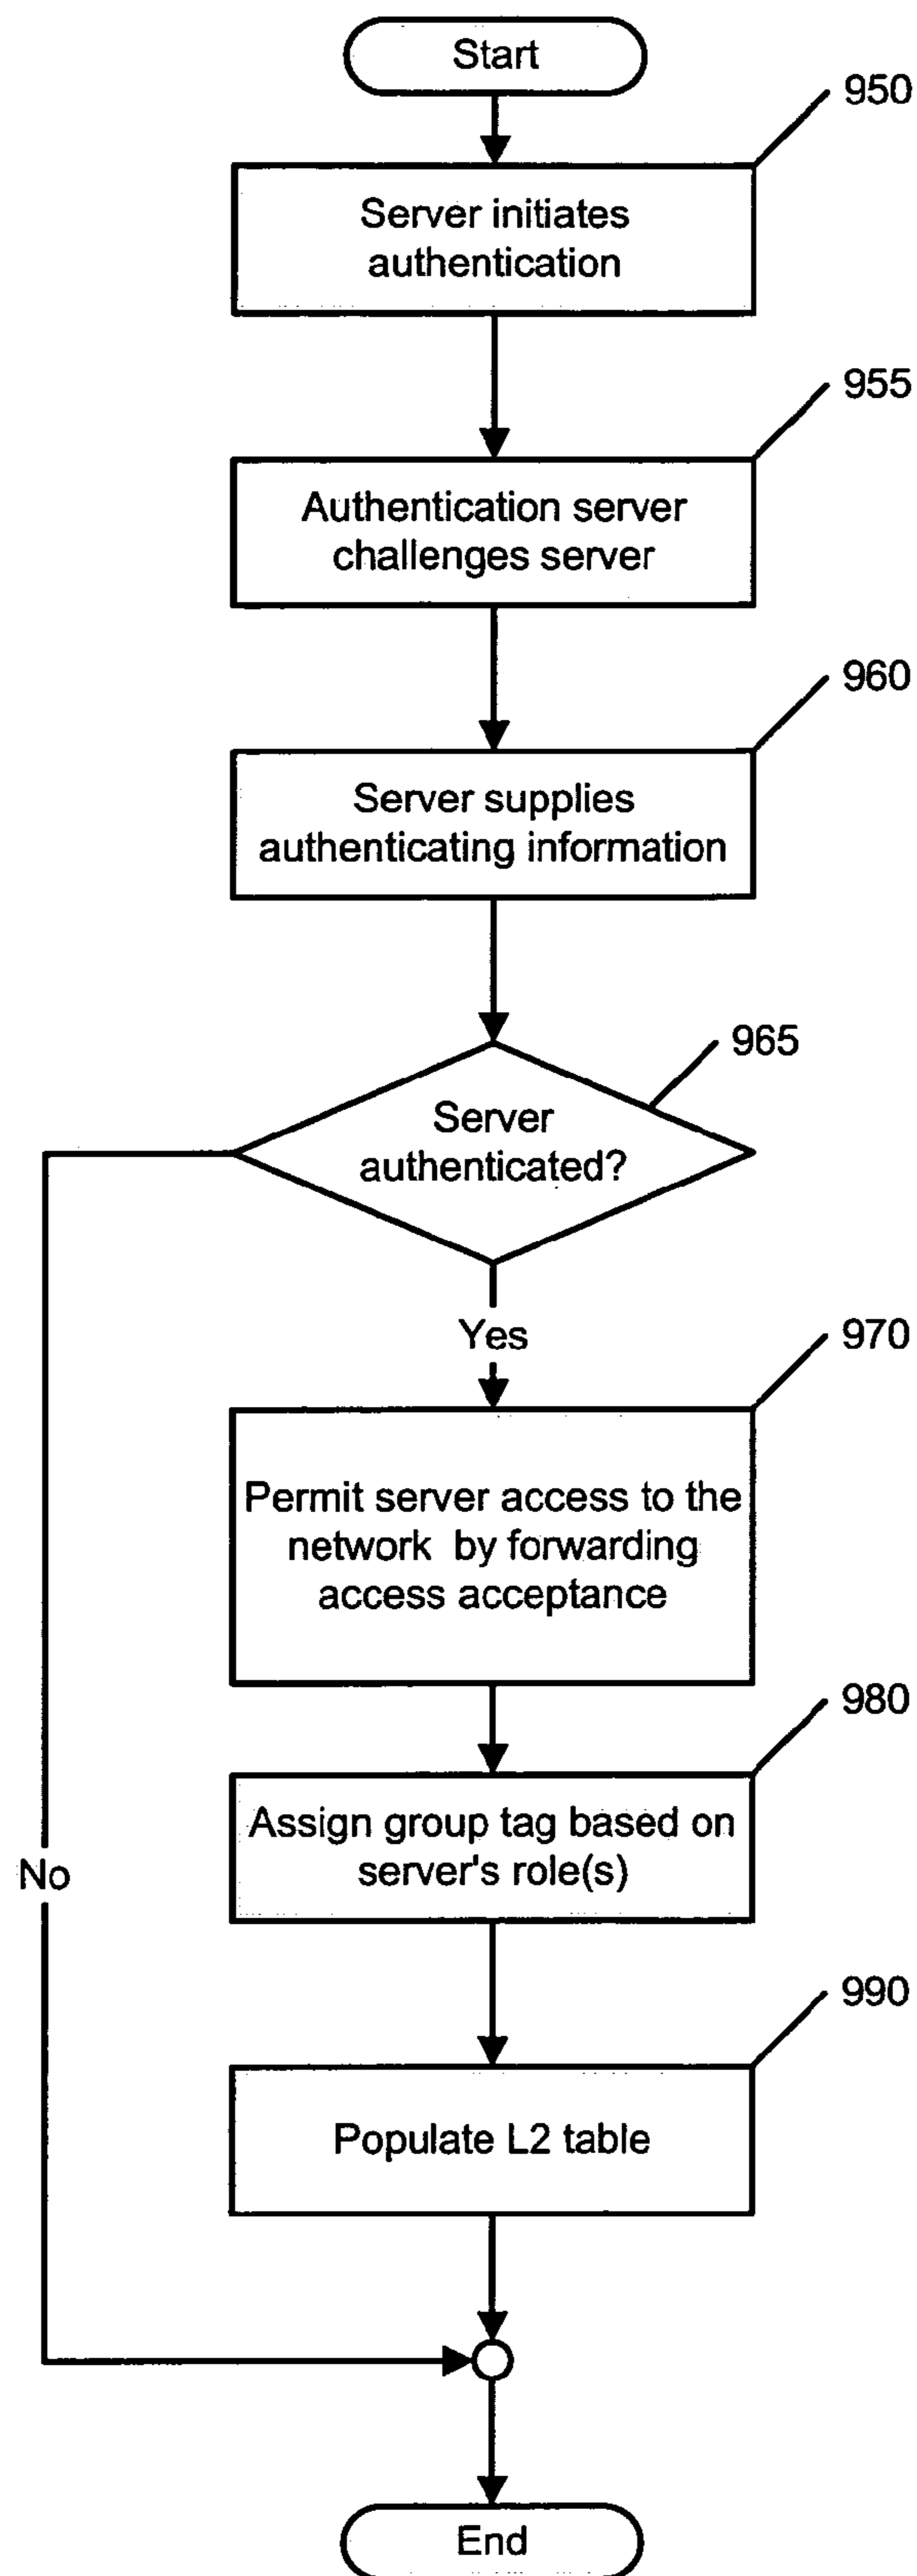 Start
950
Server initiates
authentication
955
Authentication server
challenges server
960
Server supplies
authenticating information
965
Server
authenticated?
Yes
970
Permit server access to the
network by forwarding
access acceptance
980
Assign group tag based on
server's role(s)
No
990
Populate L2 table
End